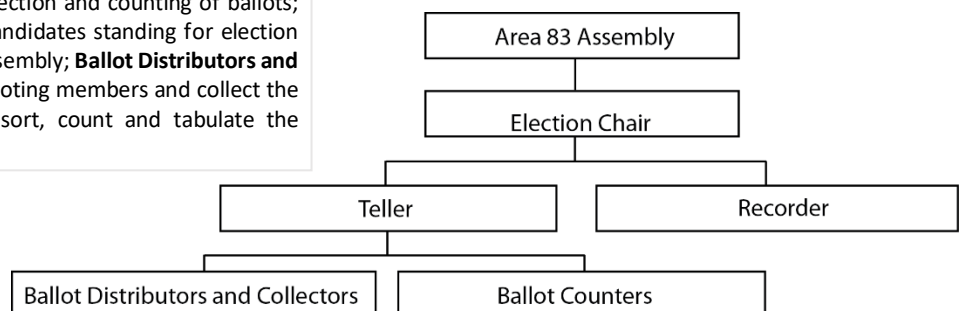 ection and counting of ballots;
andidates standing for election
sembly; Ballot Distributors and
oting members and collect the
sort, count and tabulate the
Area 83 Assembly
Election Chair
Teller
Recorder
Ballot Distributors and Collectors
Ballot Counters